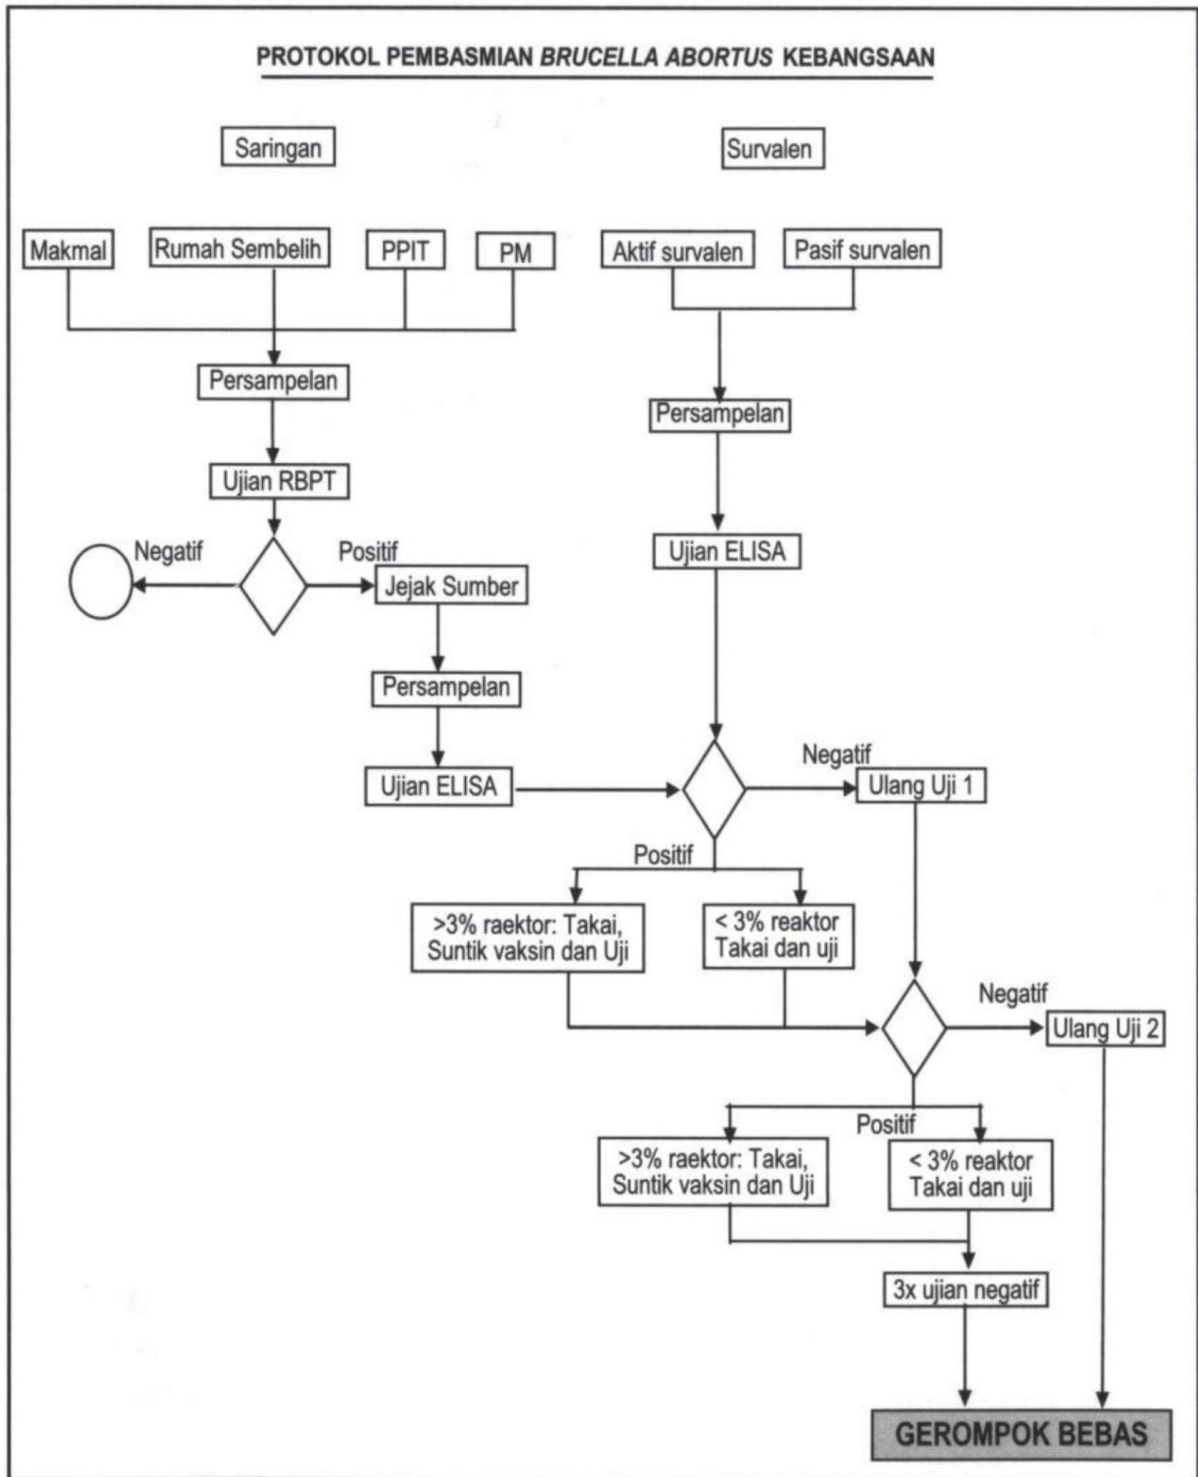 PROTOKOL PEMBASMIAN BRUCELLA ABORTUS KEBANGSAAN
Saringan
Survalen
Makmal
Rumah Sembelih
PPIT
PM
Aktif survalen
Pasif survalen
Persampelan
Persampelan
Ujian RBPT
Ujian ELISA
Negatif
Positif
Jejak Sumber
Persampelan
Ujian ELISA
Negatif
Ulang Uji 1
Positif
>3% raektor: Takai,
Suntik vaksin dan Uji
< 3% reaktor
Takai dan uji
Negatif
Ulang Uji 2
Positif
>3% raektor: Takai,
Suntik vaksin dan Uji
< 3% reaktor
Takai dan uji
3x ujian negatif
GEROMPOK BEBAS